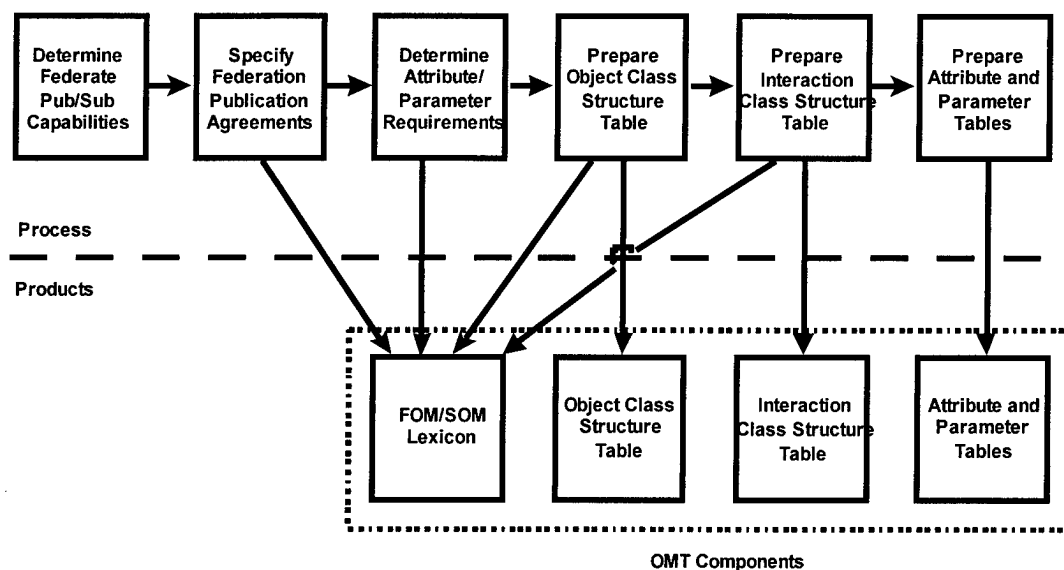 Determine
Federate
Pub/Sub
Capabilities
Specify
Federation
Publication
Agreements
Determine
Attribute/
Parameter
Requirements
Prepare
Object Class
Structure
Table
Prepare
Interaction
Class Structure
Table
Prepare
Attribute and
Parameter
Tables
Process
Products
FOM/SOM
Lexicon
Object Class
Structure
Table
Interaction
Class Structure
Table
Attribute and
Parameter
Tables
OMT Components